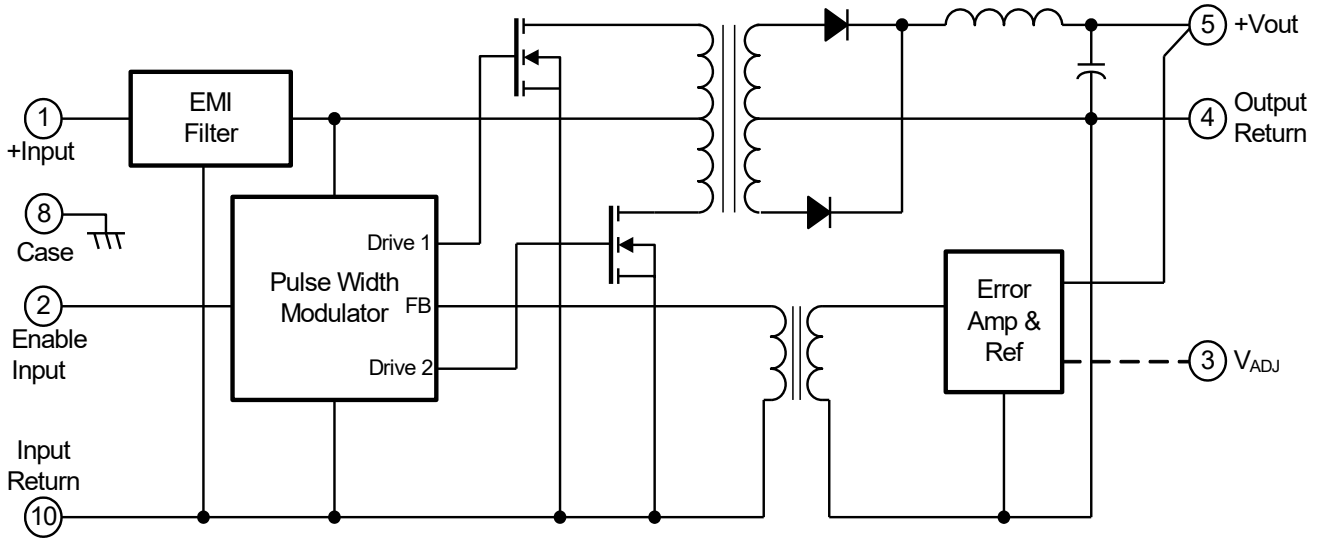 5 +Vout
EMI
Filter
1
+Input
4 Output
Return
8
Case
Drive 1
Pulse Width
Modulator
FB
Drive 2
2
Enable
Input
Error
Amp &
Ref
3 VADJ
Input
Return
10